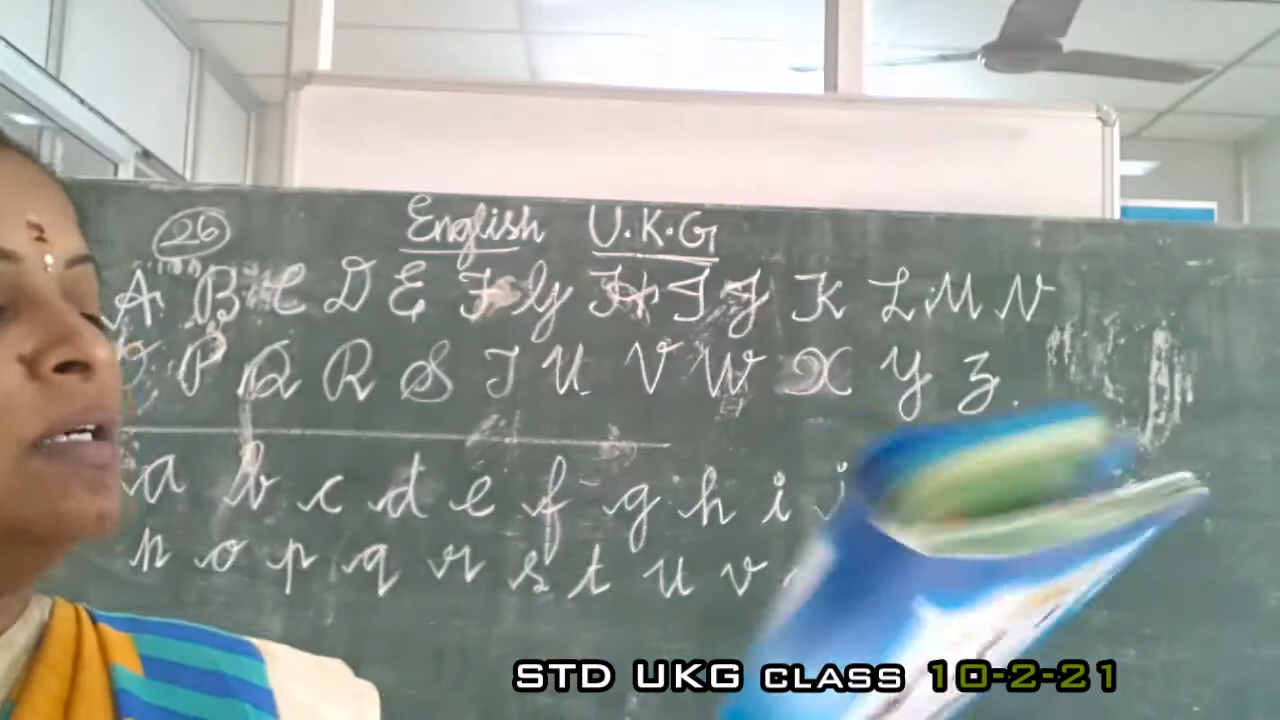 26 English U.K.G
A B C D E F G H I J K L M N
O P Q R S T U V W X Y Z.
a b c d e f g h i j
n o p q r s t u v
STD UKG CLASS 10-2-21